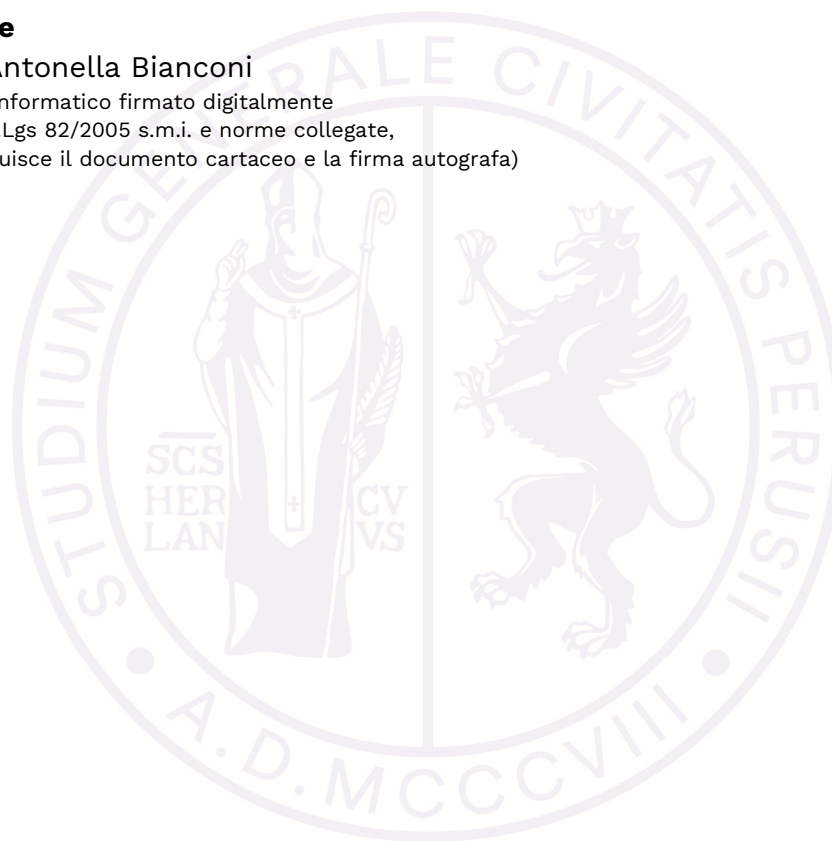 e
Antonella Bianconi
nformatico firmato digitalmente
.Lgs 82/2005 s.m.i. e norme collegate,
uisce il documento cartaceo e la firma autografa)
STUDIUM GENERALE CIVITATIS PERUSII
SCS
HER CV
LAN VS
A.D. MCCCVIII